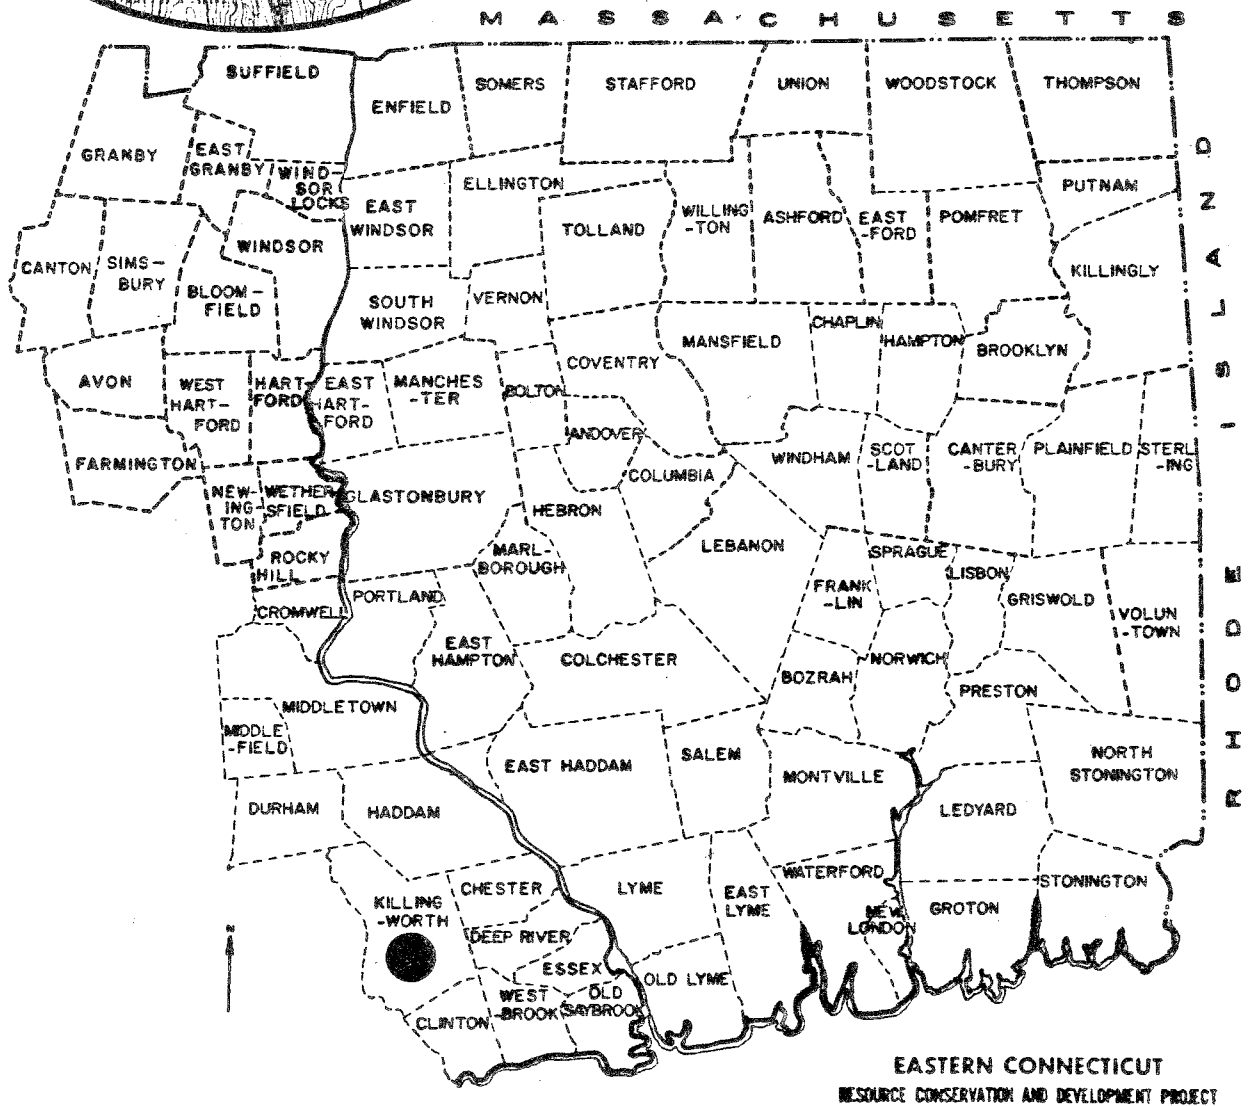 MASSACHUSETTS
SUFFIELD
ENFIELD
SOMERS
STAFFORD
UNION
WOODSTOCK
THOMPSON
GRANBY
EAST
GRANBY
WIND-
SOR
LOCKS
EAST
WINDSOR
ELLINGTON
TOLLAND
WILLING
-TON
ASHFORD
EAST
-FORD
POMFRET
PUTNAM
CANTON
SIMS-
BURY
BLOOM-
FIELD
WINDSOR
SOUTH
WINDSOR
VERNON
KILLINGLY
AVON
WEST
HART-
FORD
HART-
FORD
EAST
HART-
FORD
MANCHES
-TER
BOLTON
COVENTRY
ANDOVER
MANSFIELD
CHAPLIN
HAMPTON
BROOKLYN
FARMINGTON
NEW-
ING-
TON
WETHER
SFIELD
GLASTONBURY
HEBRON
COLUMBIA
WINDHAM
SCOT
-LAND
CANTER
-BURY
PLAINFIELD
STERL
-ING
ROCKY
HILL
CROMWELL
PORTLAND
MARL-
BOROUGH
LEBANON
FRANK
-LIN
SPRAGUE
LISBON
GRISWOLD
VOLUN
-TOWN
EAST
HAMPTON
COLCHESTER
BOZRAH
NORWICH
PRESTON
MIDDLETOWN
MIDDLE
-FIELD
EAST HADDAM
SALEM
MONTVILLE
NORTH
STONINGTON
DURHAM
HADDAM
LEDYARD
KILLING
-WORTH
CHESTER
LYME
EAST
LYME
WATERFORD
NEW
LONDON
GROTON
STONINGTON
DEEP RIVER
ESSEX
OLD LYME
N
CLINTON
WEST
-BROOK
OLD
SAYBROOK
RHODE ISLAND
EASTERN CONNECTICUT
RESOURCE CONSERVATION AND DEVELOPMENT PROJECT